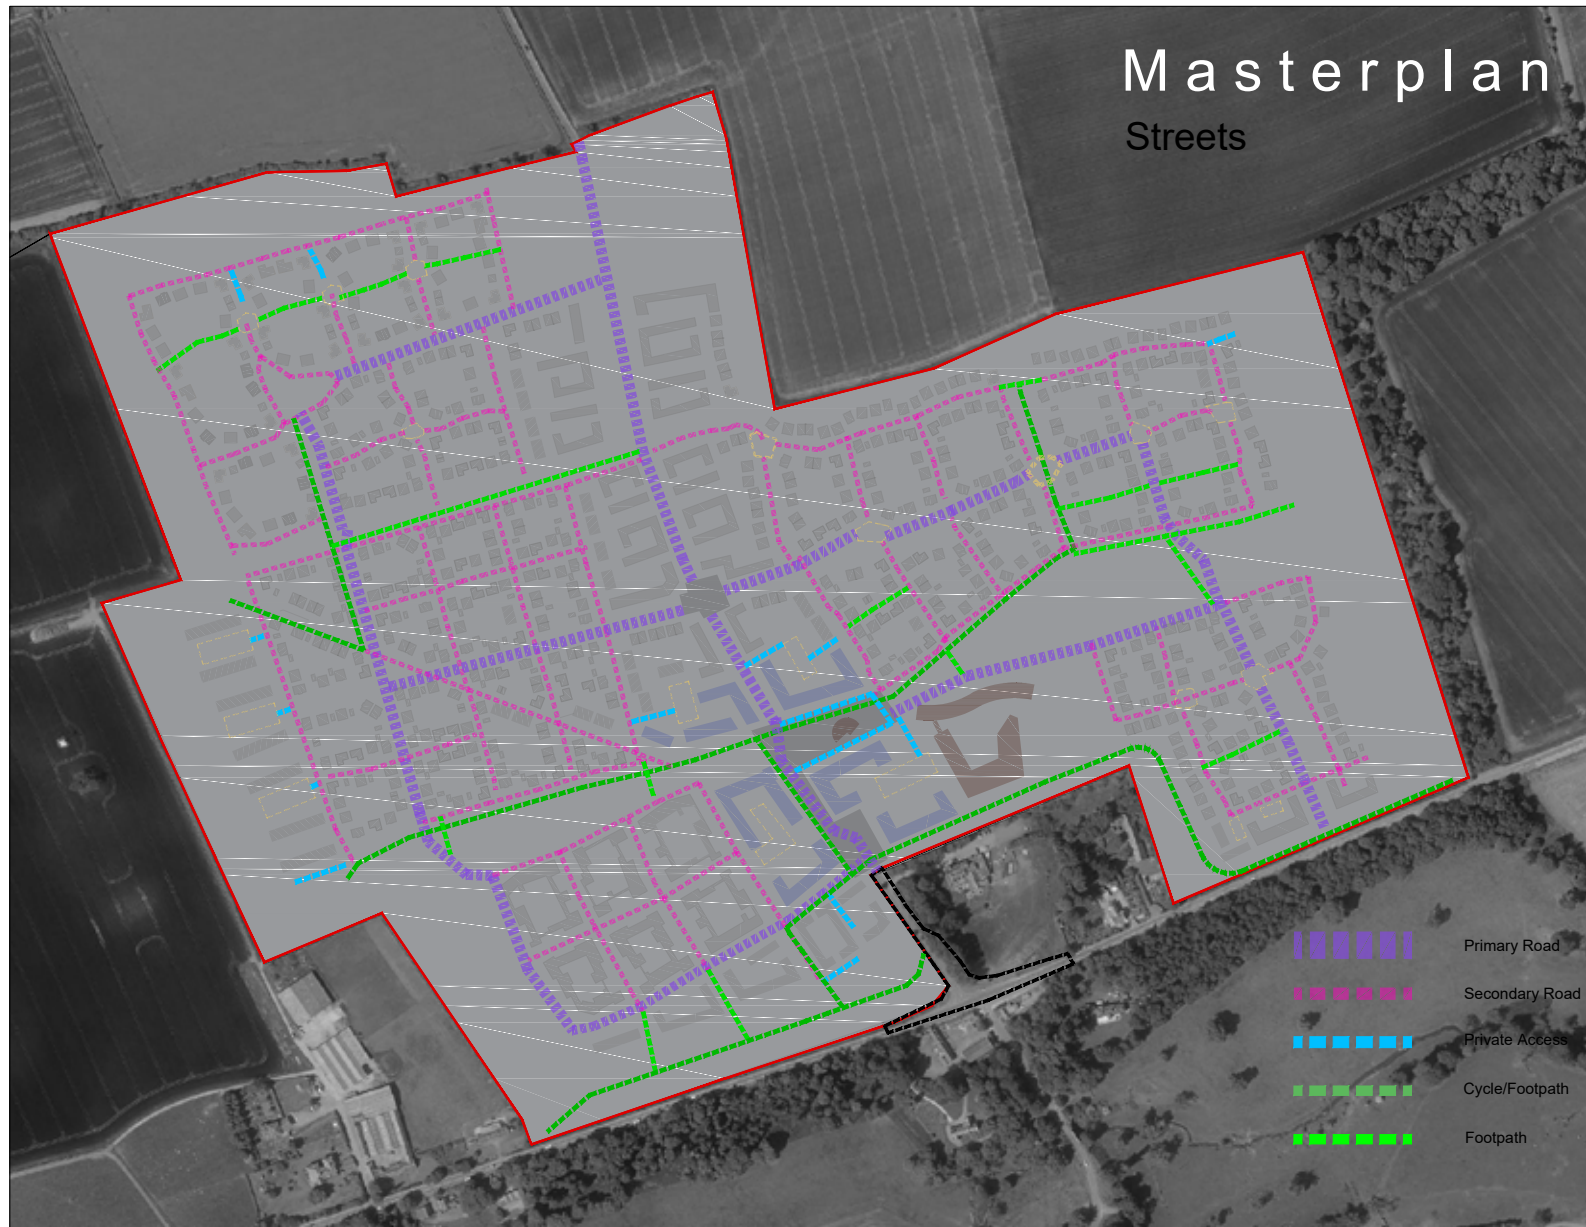 Masterplan
Streets
Primary Road
Secondary Road
Private Access
Cycle/Footpath
Footpath